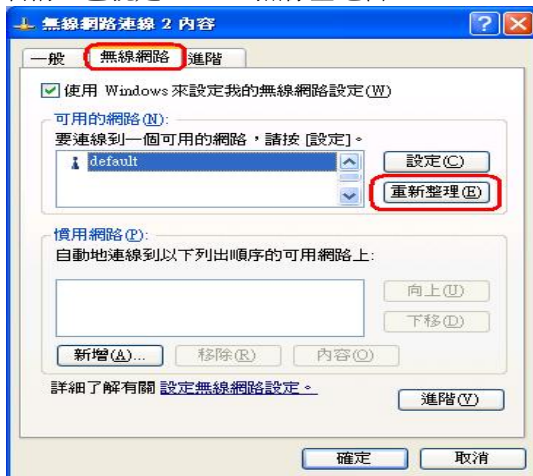 無線網路連線 2 內容
一般 無線網路 進階
使用 Windows 來設定我的無線網路設定(W)
可用的網路(N):
要連線到一個可用的網路，請按 [設定]。
default
設定(C)
重新整理(E)
慣用網路(P):
自動地連線到以下列出順序的可用網路上:
向上(U)
下移(D)
新增(A)... 移除(R) 內容(O)
詳細了解有關 設定無線網路設定。
進階(V)
確定 取消